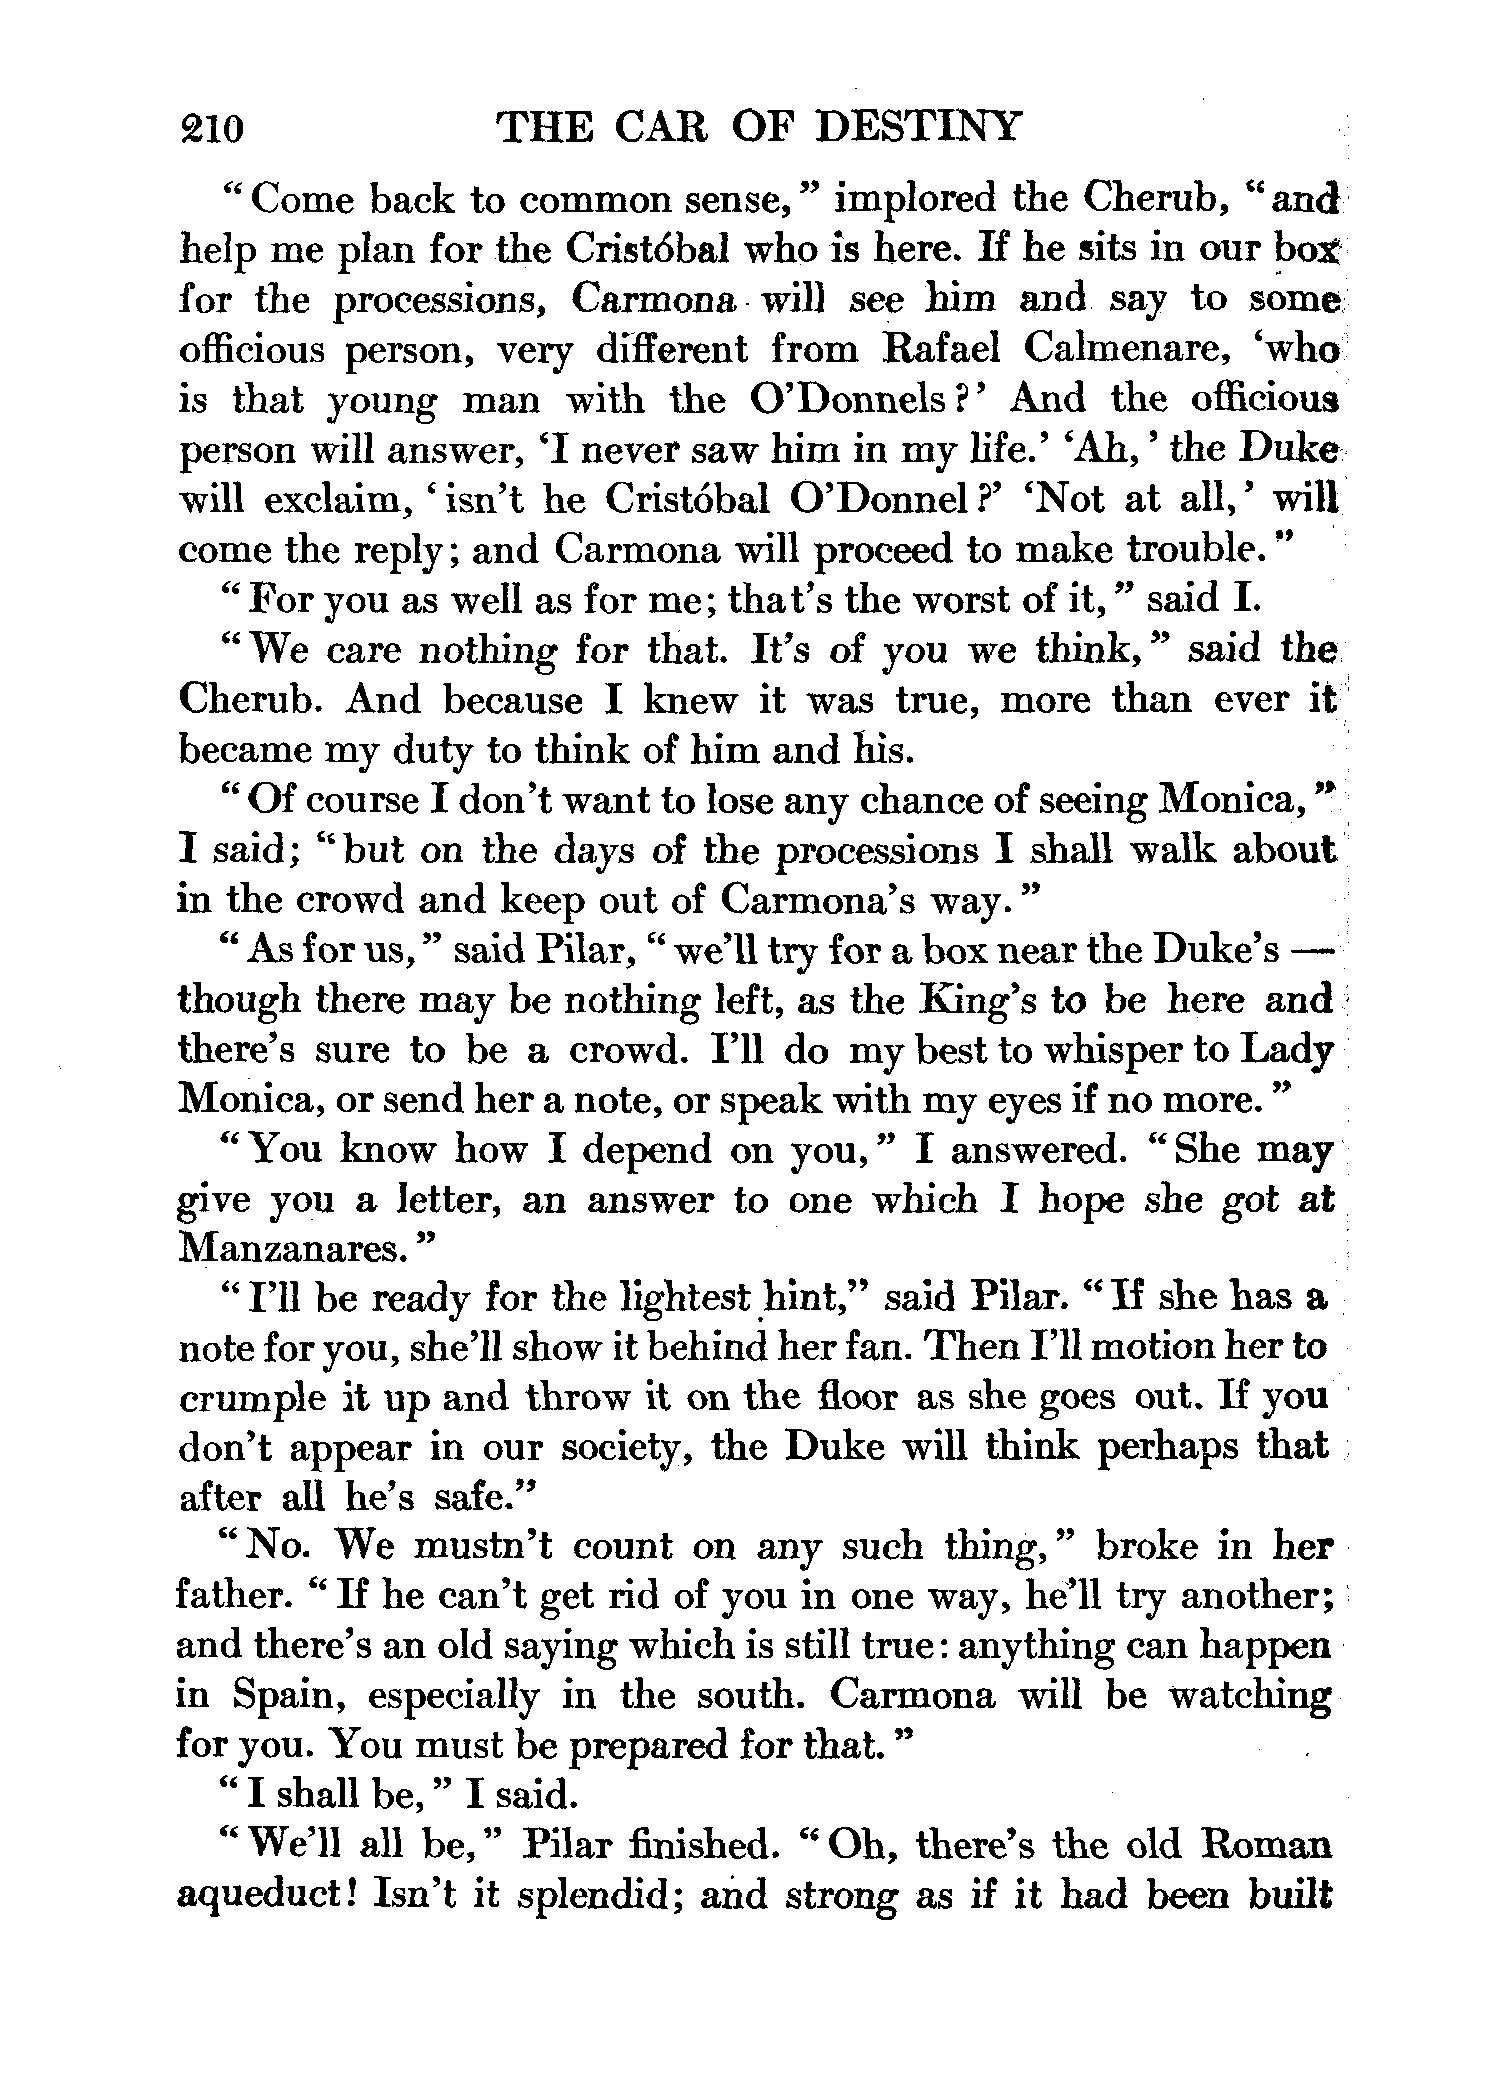 210 THE CAR OF DESTINY
"Come back to common sense," implored the Cherub, "and
help me plan for the Cristóbal who is here. If he sits in our box
for the processions, Carmona will see him and say to some
officious person, very different from Rafael Calmenare, 'who
is that young man with the O'Donnels?' And the officious
person will answer, 'I never saw him in my life.' 'Ah,' the Duke
will exclaim, 'isn't he Cristóbal O'Donnel?' 'Not at all,' will
come the reply; and Carmona will proceed to make trouble."
"For you as well as for me; that's the worst of it," said I.
"We care nothing for that. It's of you we think," said the
Cherub. And because I knew it was true, more than ever it
became my duty to think of him and his.
"Of course I don't want to lose any chance of seeing Monica,"
I said; "but on the days of the processions I shall walk about
in the crowd and keep out of Carmona's way."
"As for us," said Pilar, "we'll try for a box near the Duke's —
though there may be nothing left, as the King's to be here and
there's sure to be a crowd. I'll do my best to whisper to Lady
Monica, or send her a note, or speak with my eyes if no more."
"You know how I depend on you," I answered. "She may
give you a letter, an answer to one which I hope she got at
Manzanares."
"I'll be ready for the lightest hint," said Pilar. "If she has a
note for you, she'll show it behind her fan. Then I'll motion her to
crumple it up and throw it on the floor as she goes out. If you
don't appear in our society, the Duke will think perhaps that
after all he's safe."
"No. We mustn't count on any such thing," broke in her
father. "If he can't get rid of you in one way, he'll try another;
and there's an old saying which is still true: anything can happen
in Spain, especially in the south. Carmona will be watching
for you. You must be prepared for that."
"I shall be," I said.
"We'll all be," Pilar finished. "Oh, there's the old Roman
aqueduct! Isn't it splendid; and strong as if it had been built